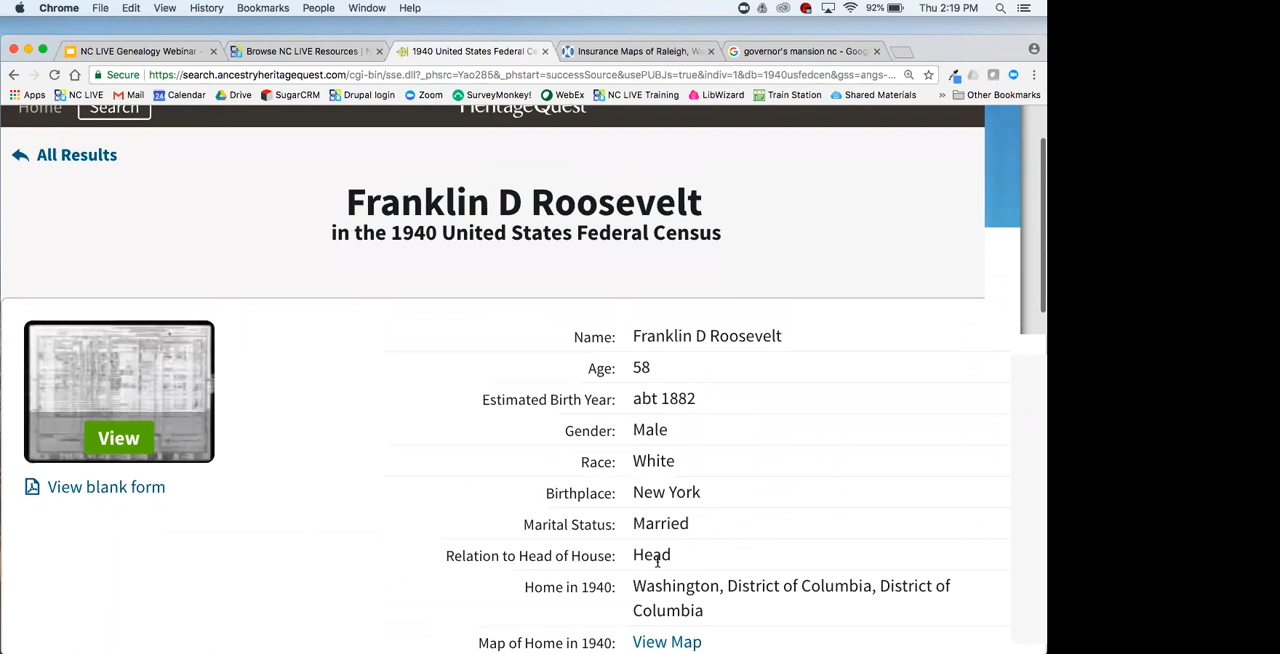 Chrome File Edit View History Bookmarks People Window Help 92% Thu 2:19 PM
NC LIVE Genealogy Webinar - Browse NC LIVE Resources | N 1940 United States Federal Ce Insurance Maps of Raleigh, Wa governor's mansion nc - Goog
Secure https://search.ancestryheritagequest.com/cgi-bin/sse.dll?_phsrc=Yao285&_phstart=successSource&usePUBJs=true&indiv=1&db=1940usfedcen&gss=angs-...
Apps NC LIVE Mail 24 Calendar Drive SugarCRM Drupal login Zoom SurveyMonkey! WebEx NC LIVE Training LibWizard Train Station Shared Materials » Other Bookmarks
Home Search HeritageQuest
All Results
Franklin D Roosevelt
in the 1940 United States Federal Census
Name: Franklin D Roosevelt
Age: 58
Estimated Birth Year: abt 1882
Gender: Male
View
Race: White
View blank form
Birthplace: New York
Marital Status: Married
Relation to Head of House: Head
Home in 1940: Washington, District of Columbia, District of
Columbia
Map of Home in 1940: View Map